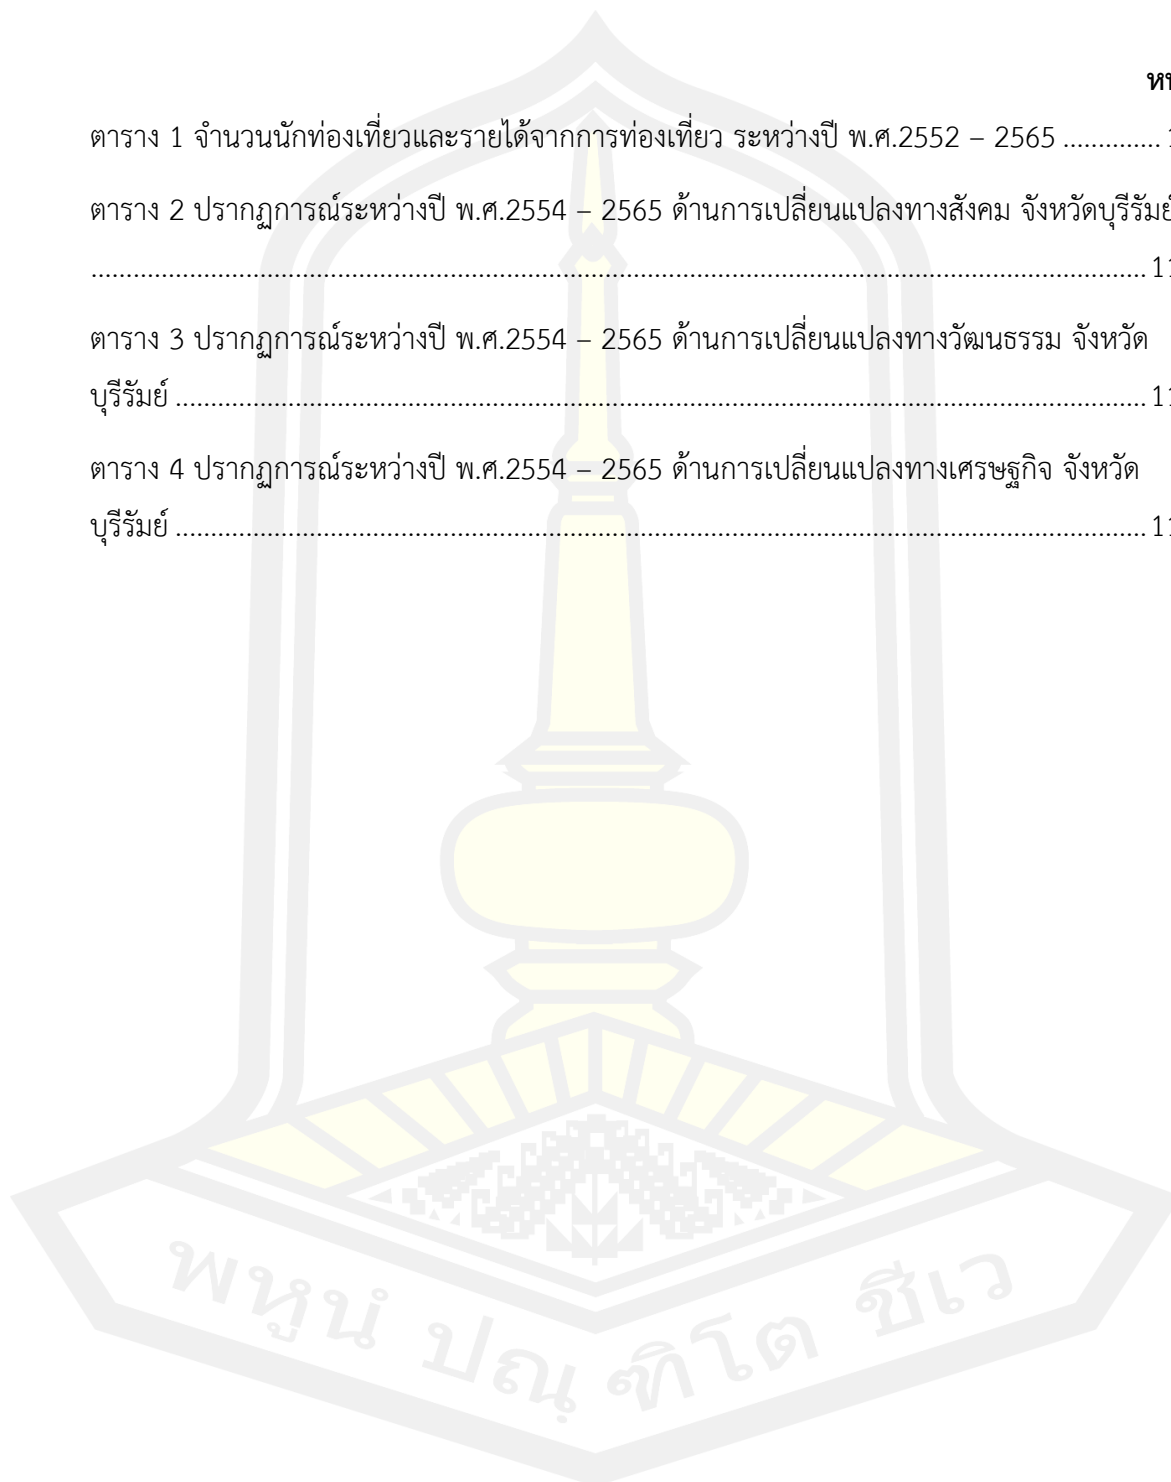 ตาราง 1 จำนวนนักท่องเที่ยวและรายได้จากการท่องเที่ยว ระหว่างปี พ.ศ.2552 – 2565 ..............
ตาราง 2 ปรากฏการณ์ระหว่างปี พ.ศ.2554 – 2565 ด้านการเปลี่ยนแปลงทางสังคม จังหวัดบุรีรัมย์
........................................................................................................................................................ 11
ตาราง 3 ปรากฏการณ์ระหว่างปี พ.ศ.2554 – 2565 ด้านการเปลี่ยนแปลงทางวัฒนธรรม จังหวัด
บุรีรัมย์ ............................................................................................................................................ 11
ตาราง 4 ปรากฏการณ์ระหว่างปี พ.ศ.2554 – 2565 ด้านการเปลี่ยนแปลงทางเศรษฐกิจ จังหวัด
บุรีรัมย์ ............................................................................................................................................ 11
พหูนํ ปณฺฑิโต ชีเว